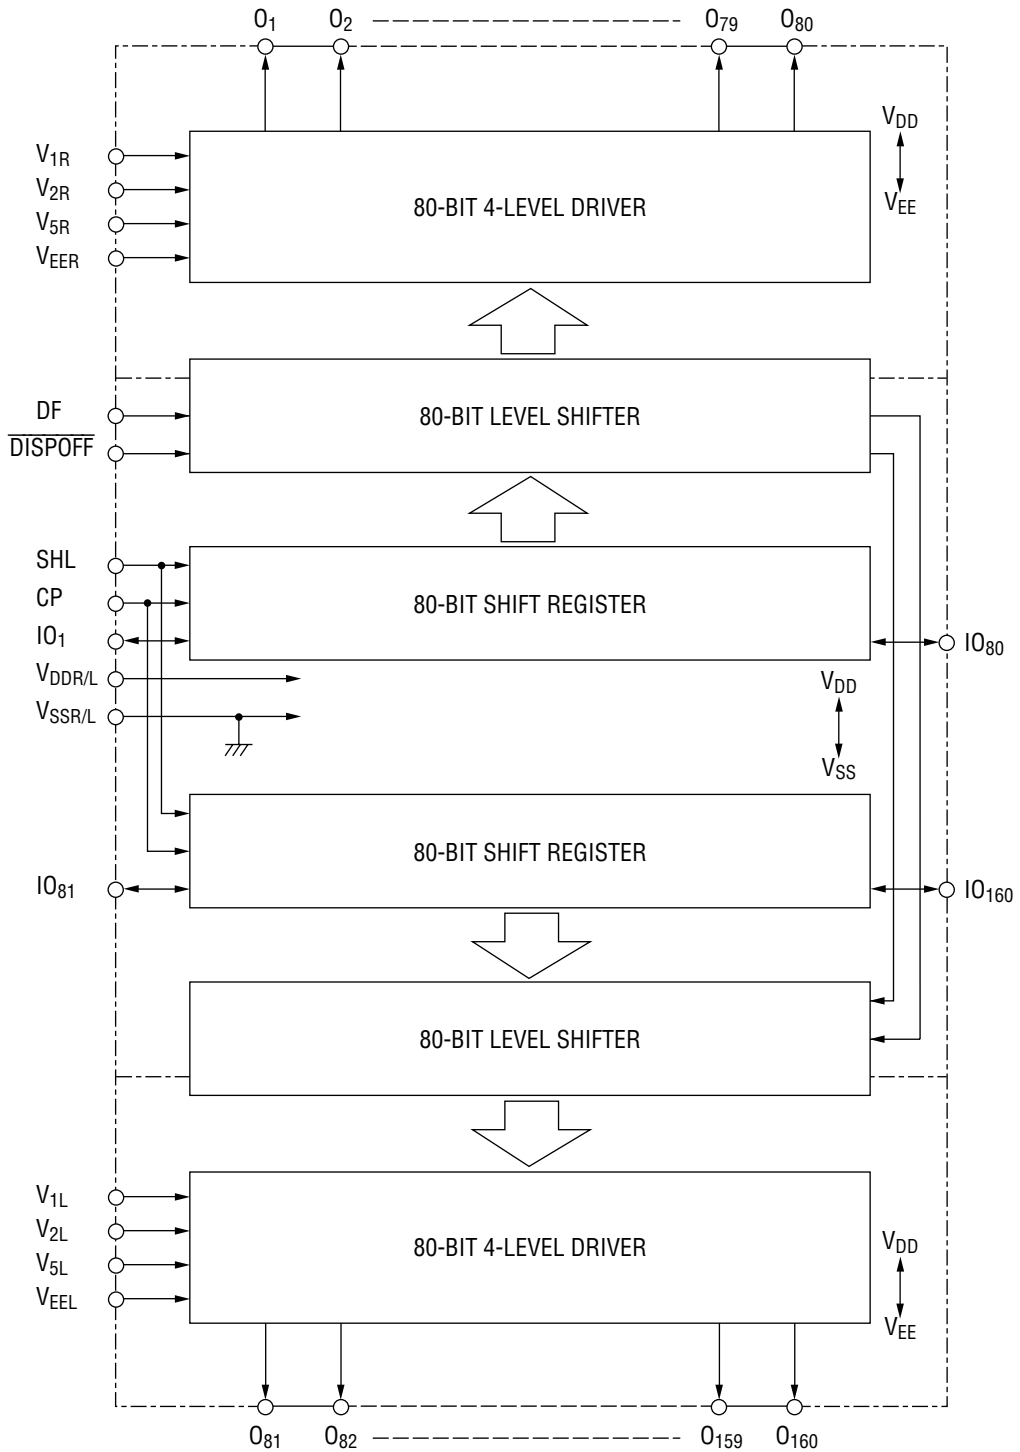 O1 O2 O79 O80
V1R
V2R
V5R
VEER
80-BIT 4-LEVEL DRIVER
VDD
VEE
DF
DISPOFF
80-BIT LEVEL SHIFTER
SHL
CP
IO1
80-BIT SHIFT REGISTER
IO80
VDDR/L
VSSR/L
VDD
VSS
80-BIT SHIFT REGISTER
IO81
IO160
80-BIT LEVEL SHIFTER
V1L
V2L
V5L
VEEL
80-BIT 4-LEVEL DRIVER
VDD
VEE
O81 O82 O159 O160